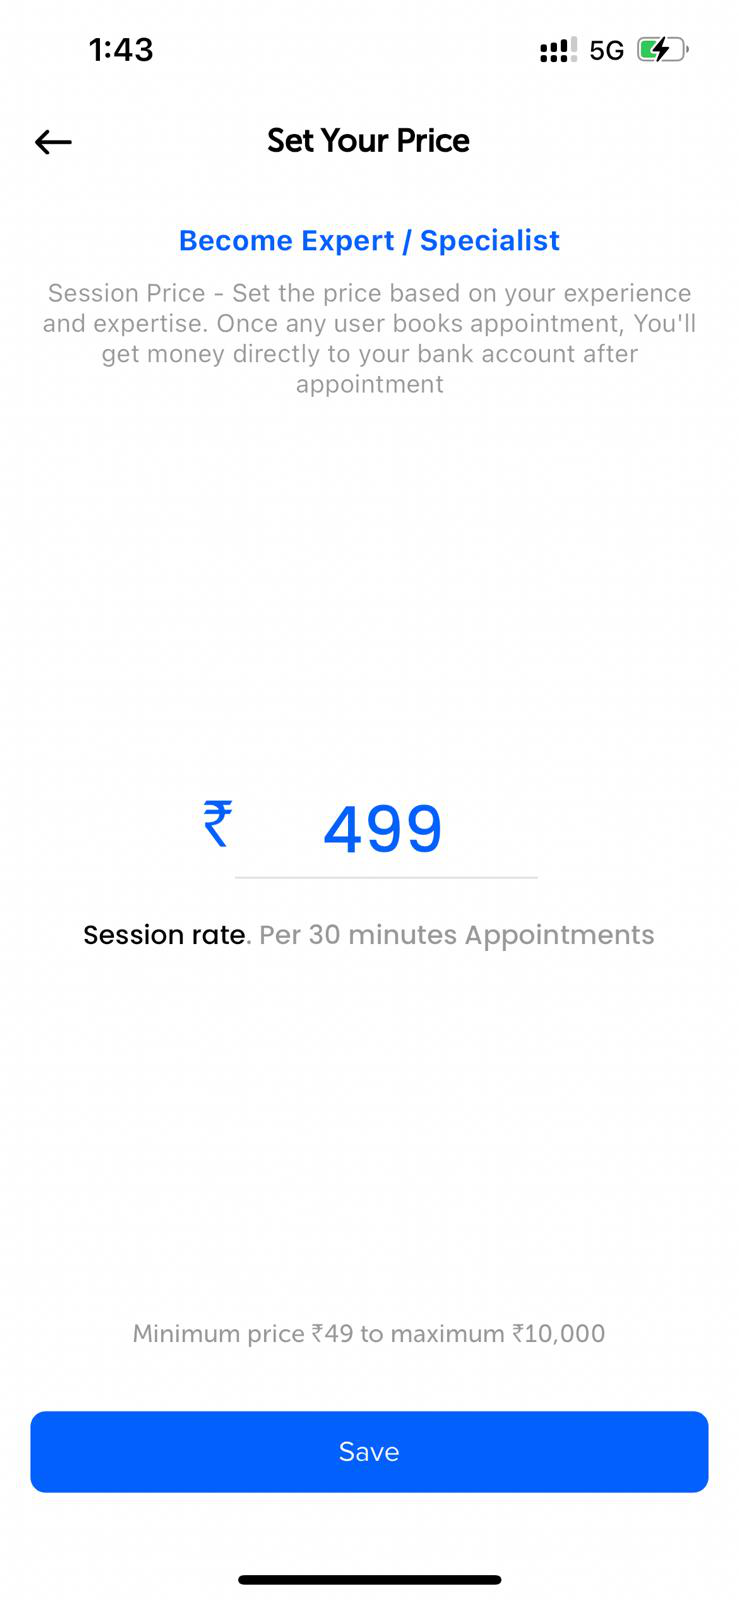 1:43 5G
Set Your Price
Become Expert / Specialist
Session Price - Set the price based on your experience
and expertise. Once any user books appointment, You'll
get money directly to your bank account after
appointment
₹ 499
Session rate. Per 30 minutes Appointments
Minimum price ₹49 to maximum ₹10,000
Save